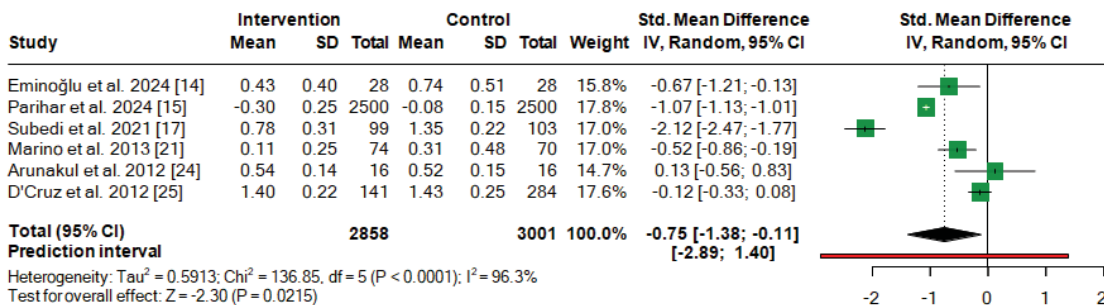 Intervention Control Std. Mean Difference Std. Mean Difference
Study Mean SD Total Mean SD Total Weight IV, Random, 95% CI IV, Random, 95% CI
Eminoğlu et al. 2024 [14] 0.43 0.40 28 0.74 0.51 28 15.8% -0.67 [-1.21; -0.13]
Parihar et al. 2024 [15] -0.30 0.25 2500 -0.08 0.15 2500 17.8% -1.07 [-1.13; -1.01]
Subedi et al. 2021 [17] 0.78 0.31 99 1.35 0.22 103 17.0% -2.12 [-2.47; -1.77]
Marino et al. 2013 [21] 0.11 0.25 74 0.31 0.48 70 17.1% -0.52 [-0.86; -0.19]
Arunakul et al. 2012 [24] 0.54 0.14 16 0.52 0.15 16 14.7% 0.13 [-0.56; 0.83]
D'Cruz et al. 2012 [25] 1.40 0.22 141 1.43 0.25 284 17.6% -0.12 [-0.33; 0.08]
Total (95% CI) 2858 3001 100.0% -0.75 [-1.38; -0.11]
Prediction interval [-2.89; 1.40]
Heterogeneity: Tau² = 0.5913; Chi² = 136.85, df = 5 (P < 0.0001); I² = 96.3%
Test for overall effect: Z = -2.30 (P = 0.0215)
-2 -1 0 1 2